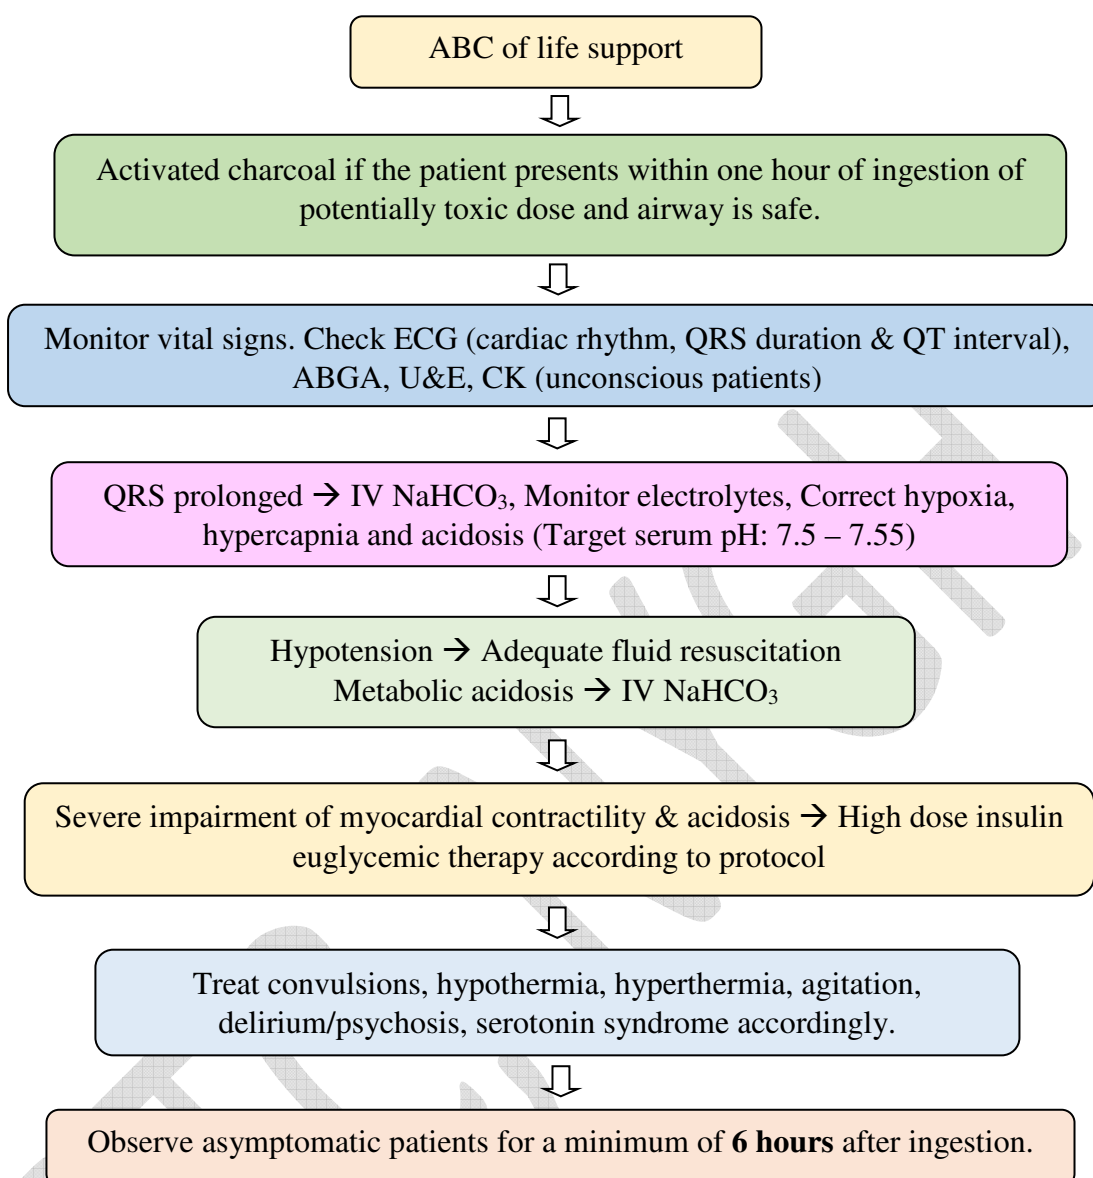 ABC of life support
Activated charcoal if the patient presents within one hour of ingestion of
potentially toxic dose and airway is safe.
Monitor vital signs. Check ECG (cardiac rhythm, QRS duration & QT interval),
ABGA, U&E, CK (unconscious patients)
QRS prolonged → IV NaHCO₃, Monitor electrolytes, Correct hypoxia,
hypercapnia and acidosis (Target serum pH: 7.5 – 7.55)
Hypotension → Adequate fluid resuscitation
Metabolic acidosis → IV NaHCO₃
Severe impairment of myocardial contractility & acidosis → High dose insulin
euglycemic therapy according to protocol
Treat convulsions, hypothermia, hyperthermia, agitation,
delirium/psychosis, serotonin syndrome accordingly.
Observe asymptomatic patients for a minimum of 6 hours after ingestion.